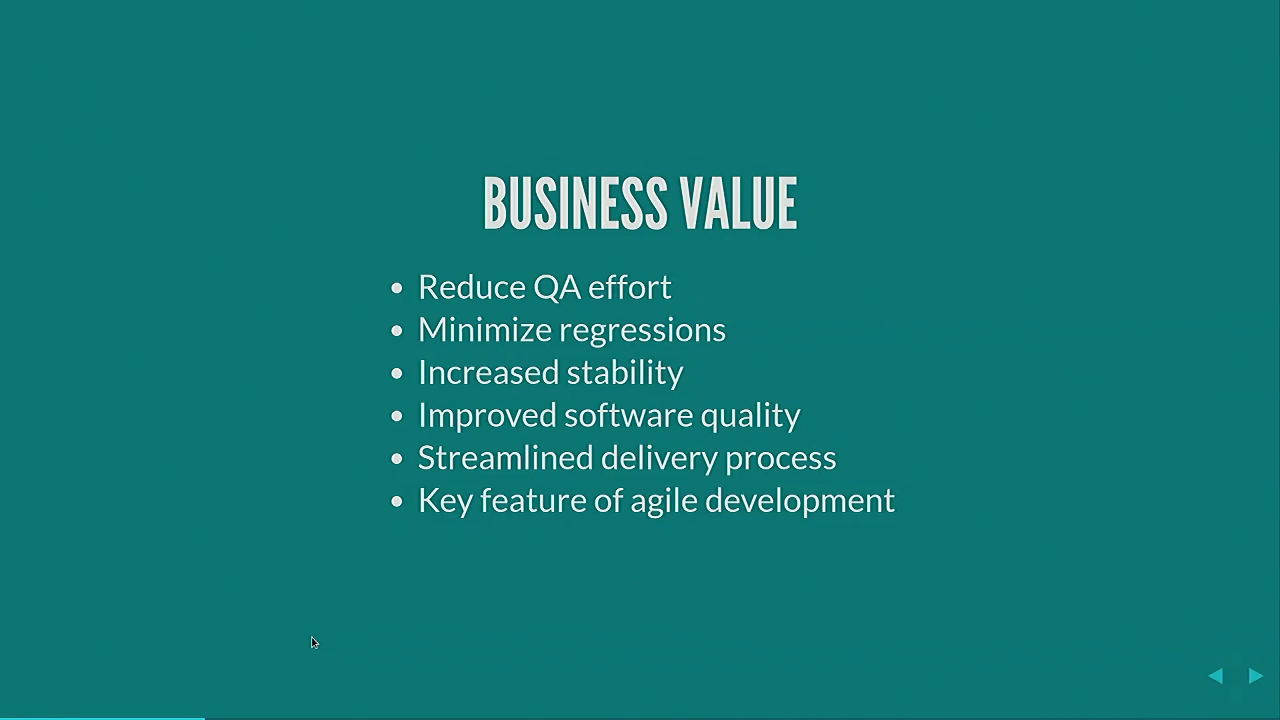 BUSINESS VALUE
• Reduce QA effort
• Minimize regressions
• Increased stability
• Improved software quality
• Streamlined delivery process
• Key feature of agile development